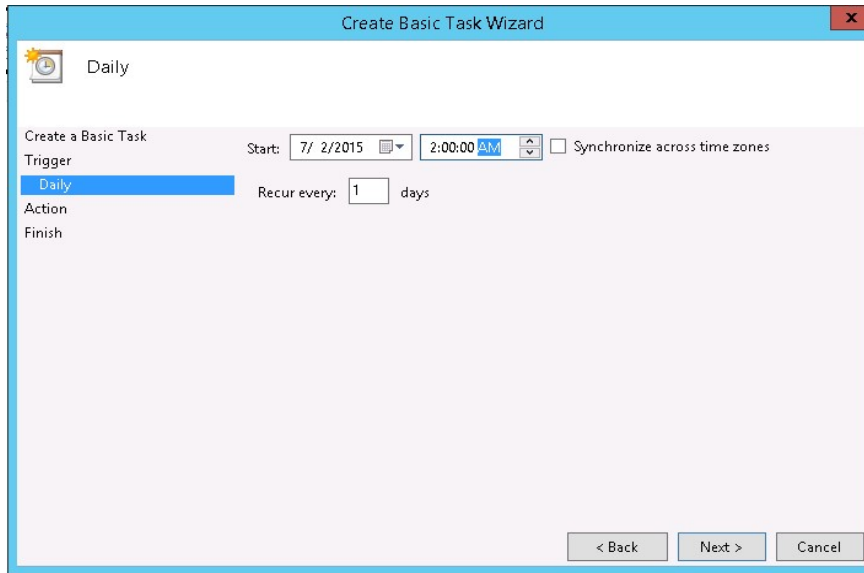 Create Basic Task Wizard
x
Daily
Create a Basic Task
Trigger
Daily
Action
Finish
Start: 7/ 2/2015 2:00:00 AM Synchronize across time zones
Recur every: 1 days
< Back Next > Cancel